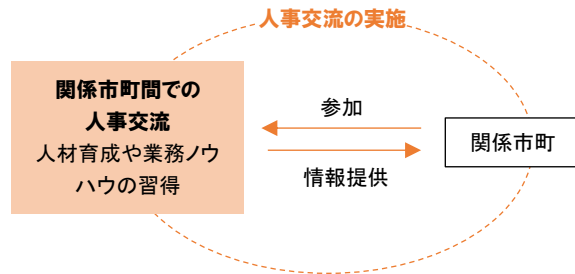 人事交流の実施
関係市町間での
人事交流
人材育成や業務ノウ
ハウの習得
参加
情報提供
関係市町